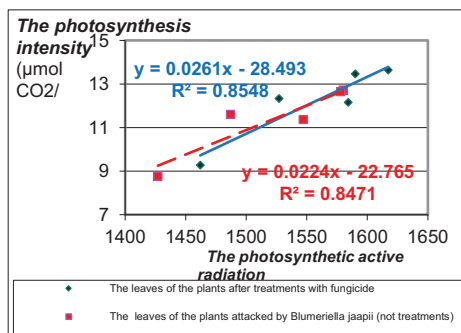 The photosynthesis
intensity
(µmol
CO2/
15
13
11
9
7
y = 0.0261x - 28.493
R² = 0.8548
y = 0.0224x - 22.765
R² = 0.8471
1400 1450 1500 1550 1600 1650
The photosynthetic active
radiation
The leaves of the plants after treatments with fungicide
The leaves of the plants attacked by Blumeriella jaapii (not treatments)